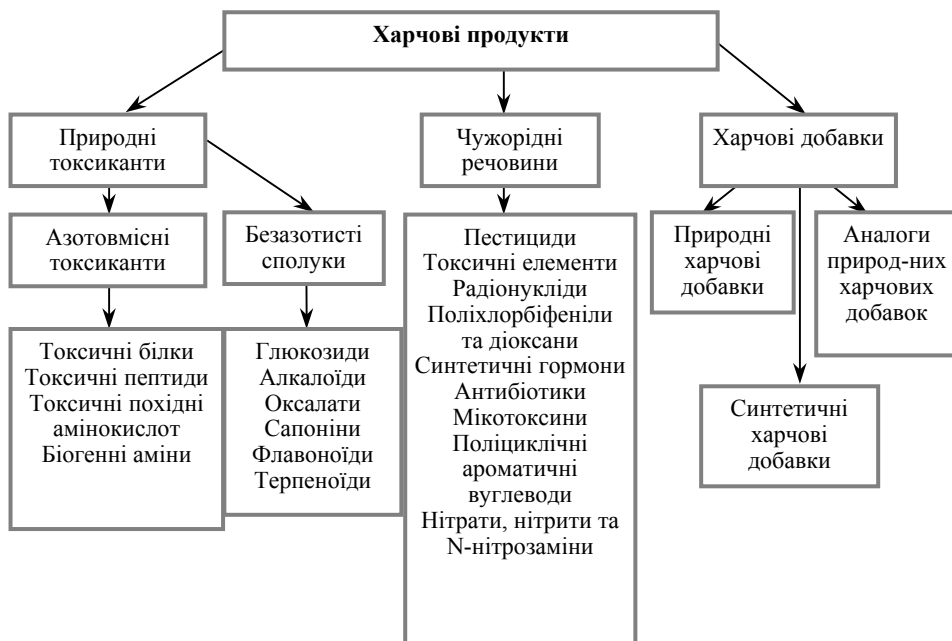 Харчові продукти
Природні
токсиканти
Чужорідні
речовини
Харчові добавки
Азотовмісні
токсиканти
Безазотисті
сполуки
Пестициди
Токсичні елементи
Радіонукліди
Поліхлорбіфеніли
та діоксани
Синтетичні гормони
Антибіотики
Мікотоксини
Поліциклічні
ароматичні
вуглеводи
Нітрати, нітрити та
N-нітрозаміни
Природні
харчові
добавки
Аналоги
природ-них
харчових
добавок
Токсичні білки
Токсичні пептиди
Токсичні похідні
амінокислот
Біогенні аміни
Глюкозиди
Алкалоїди
Оксалати
Сапоніни
Флавоноїди
Терпеноїди
Синтетичні
харчові
добавки